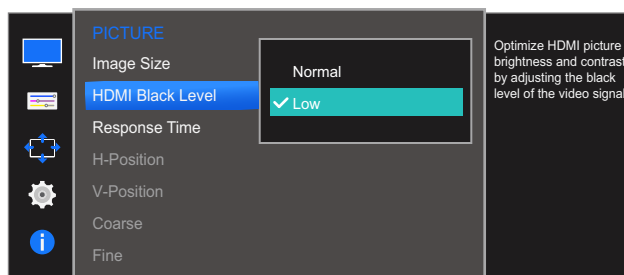 PICTURE
Image Size
HDMI Black Level
Response Time
H-Position
V-Position
Coarse
Fine
Normal
Low
Optimize HDMI picture
brightness and contrast
by adjusting the black
level of the video signal